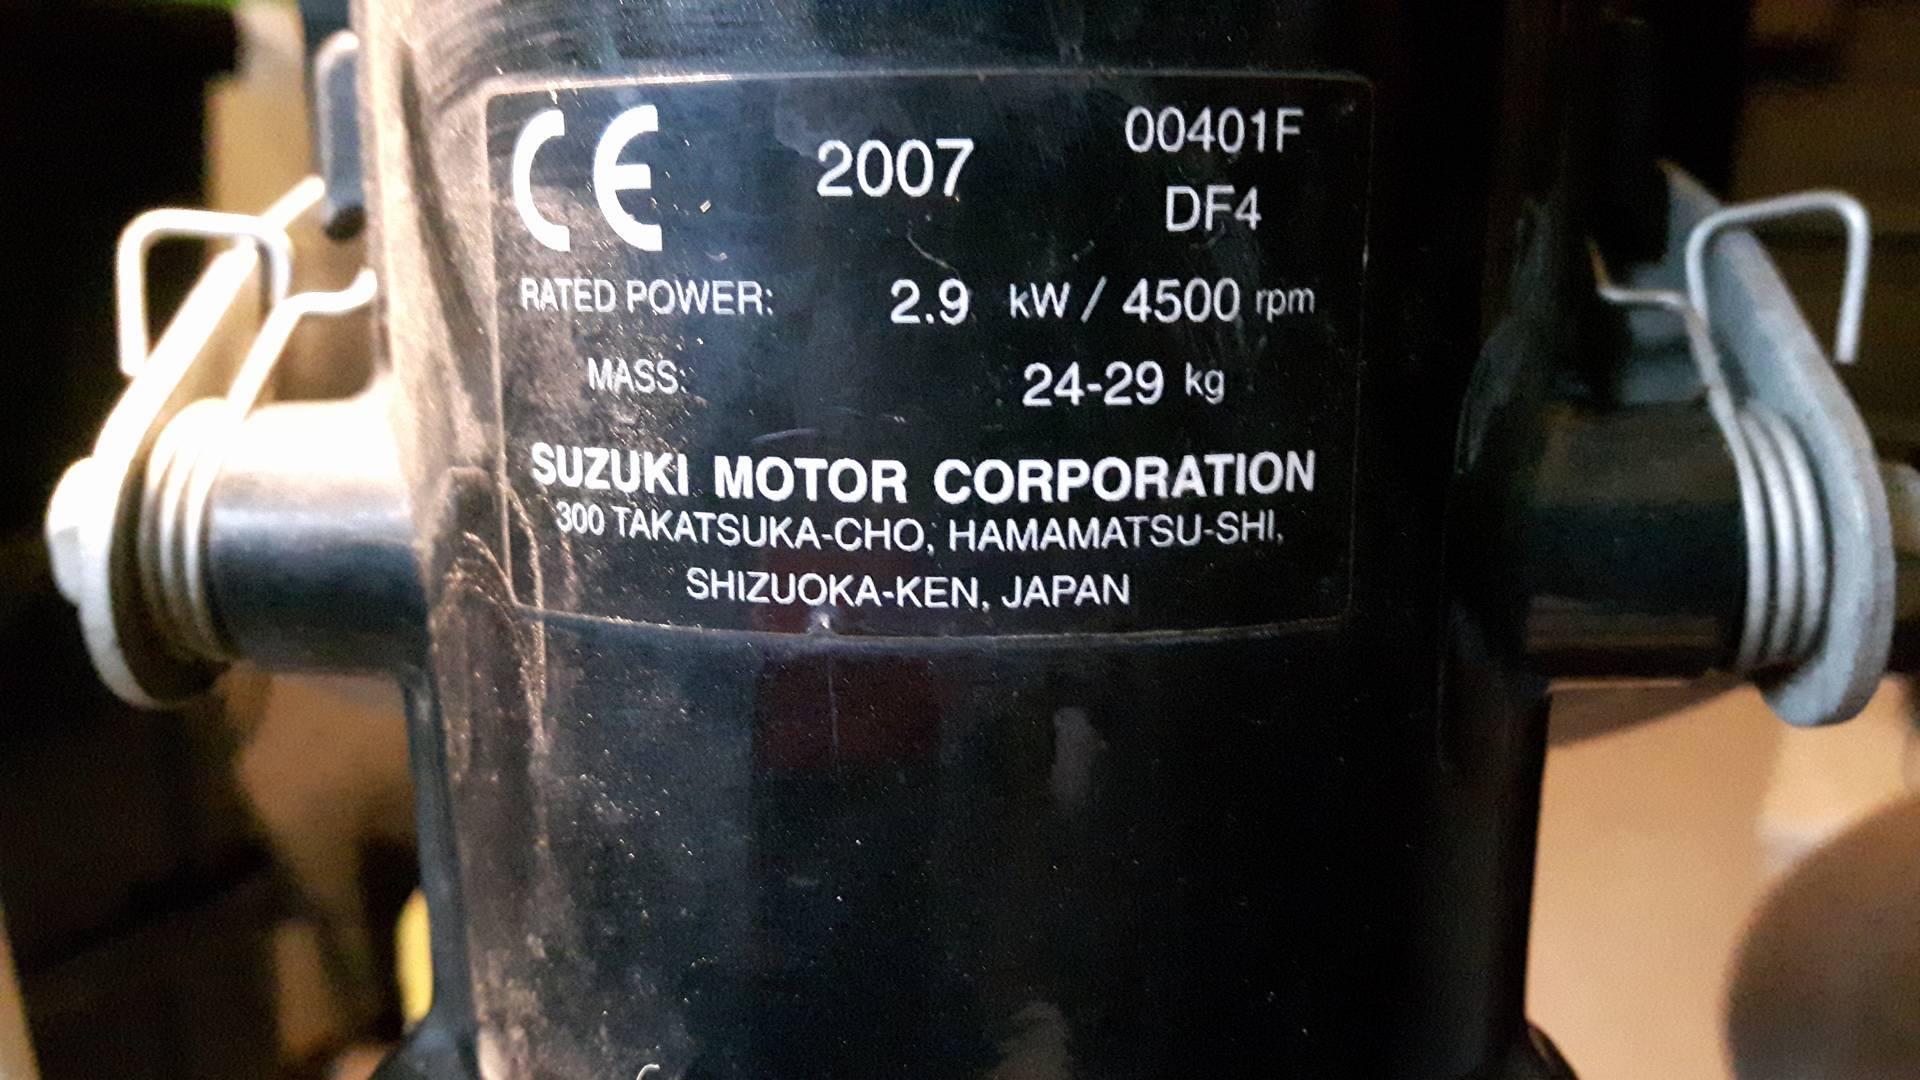 CE 2007 00401F
DF4
RATED POWER: 2.9 kW / 4500 rpm
MASS: 24-29 kg
SUZUKI MOTOR CORPORATION
300 TAKATSUKA-CHO, HAMAMATSU-SHI,
SHIZUOKA-KEN, JAPAN